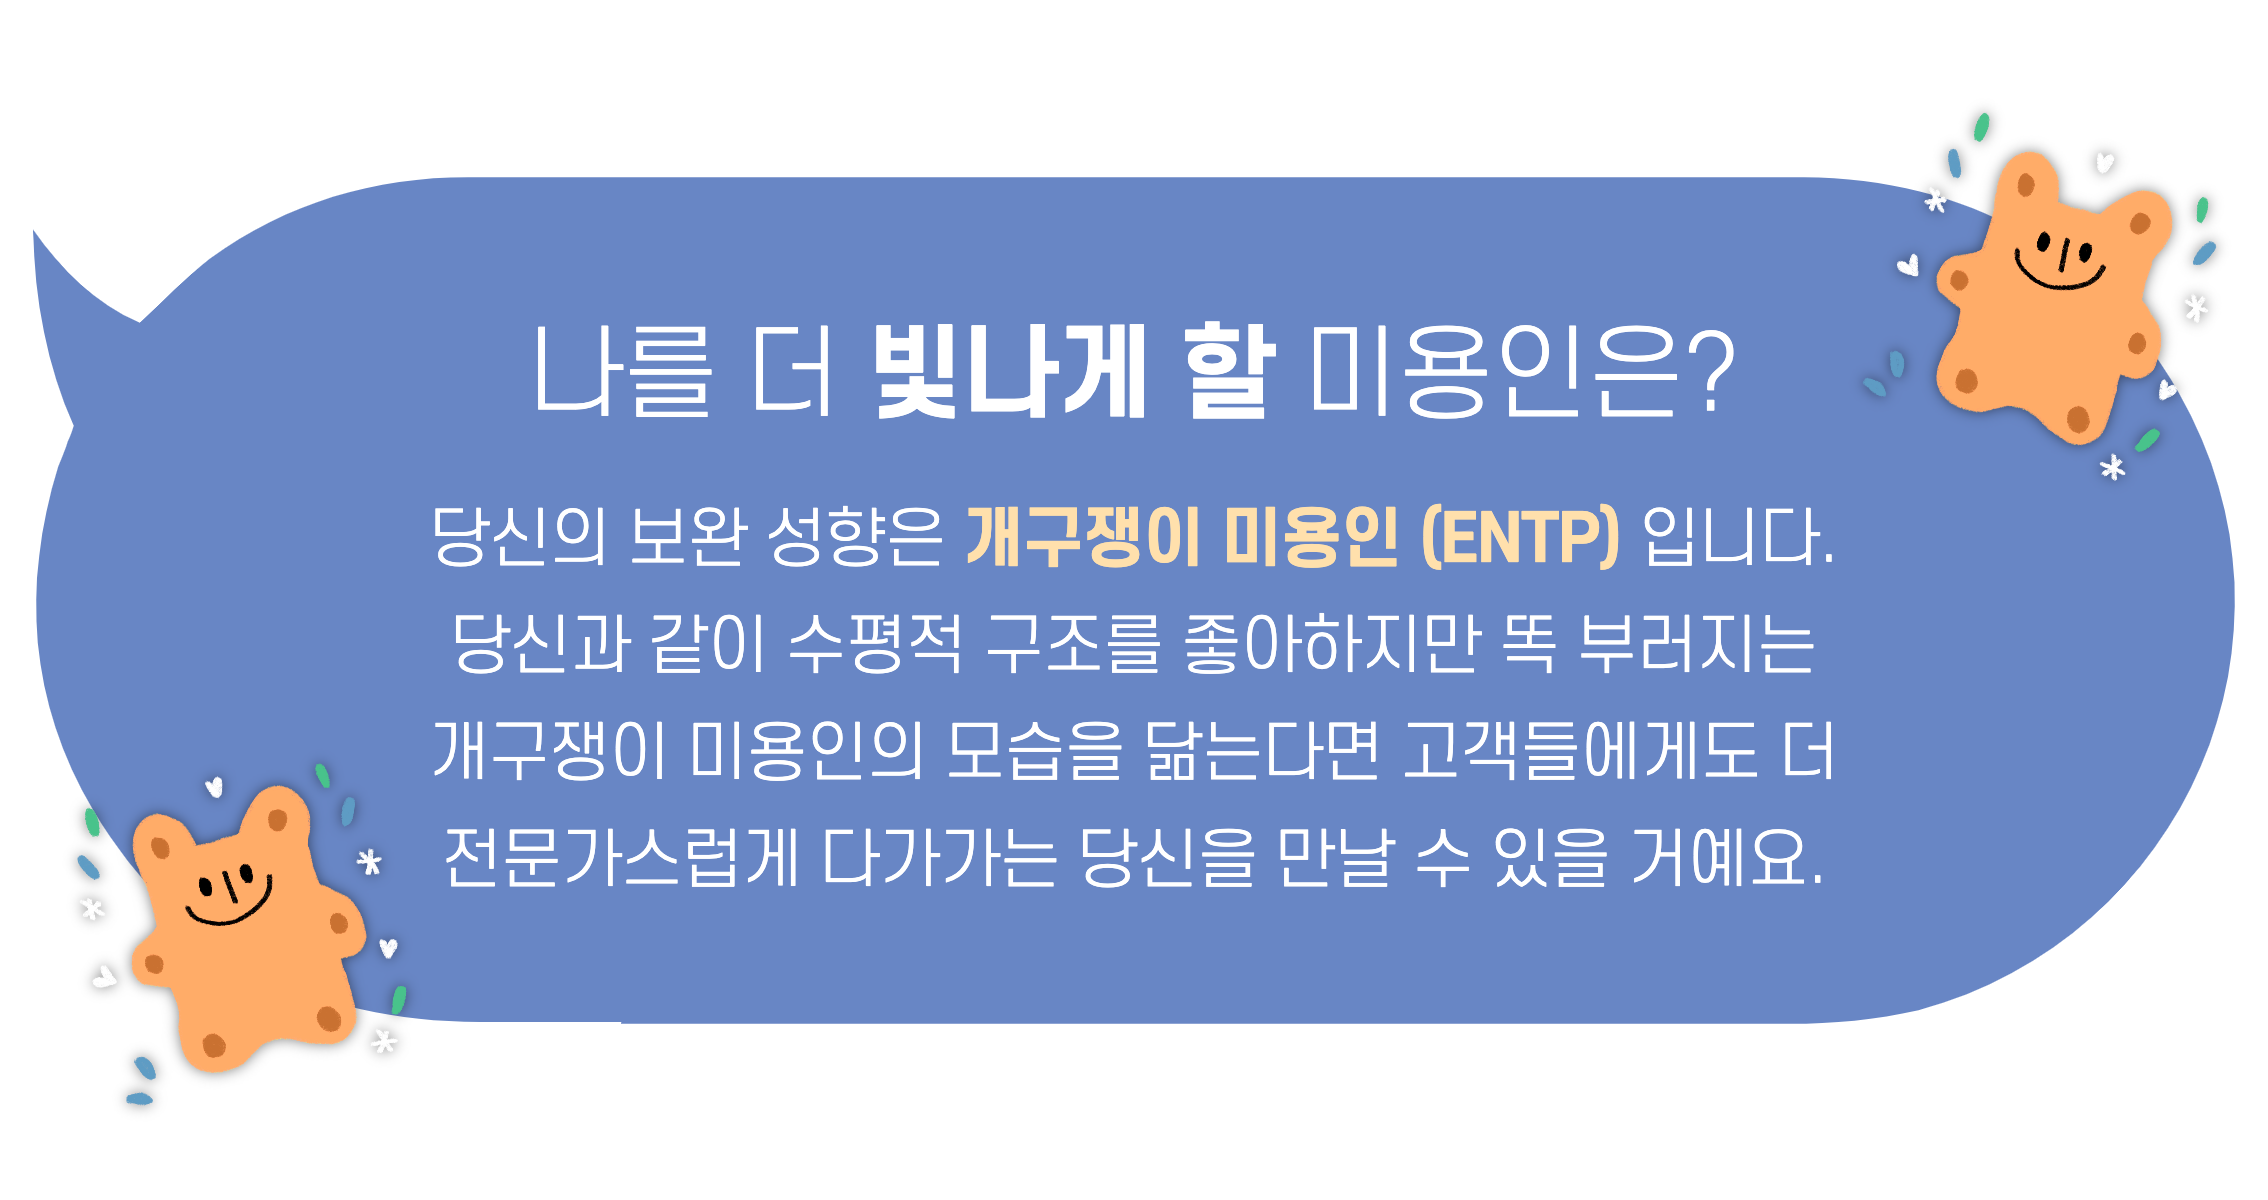 나를 더 빛나게 할 미용인은?
당신의 보완 성향은 개구쟁이 미용인 (ENTP) 입니다.
당신과 같이 수평적 구조를 좋아하지만 똑 부러지는
개구쟁이 미용인의 모습을 닮는다면 고객들에게도 더
전문가스럽게 다가가는 당신을 만날 수 있을 거예요.